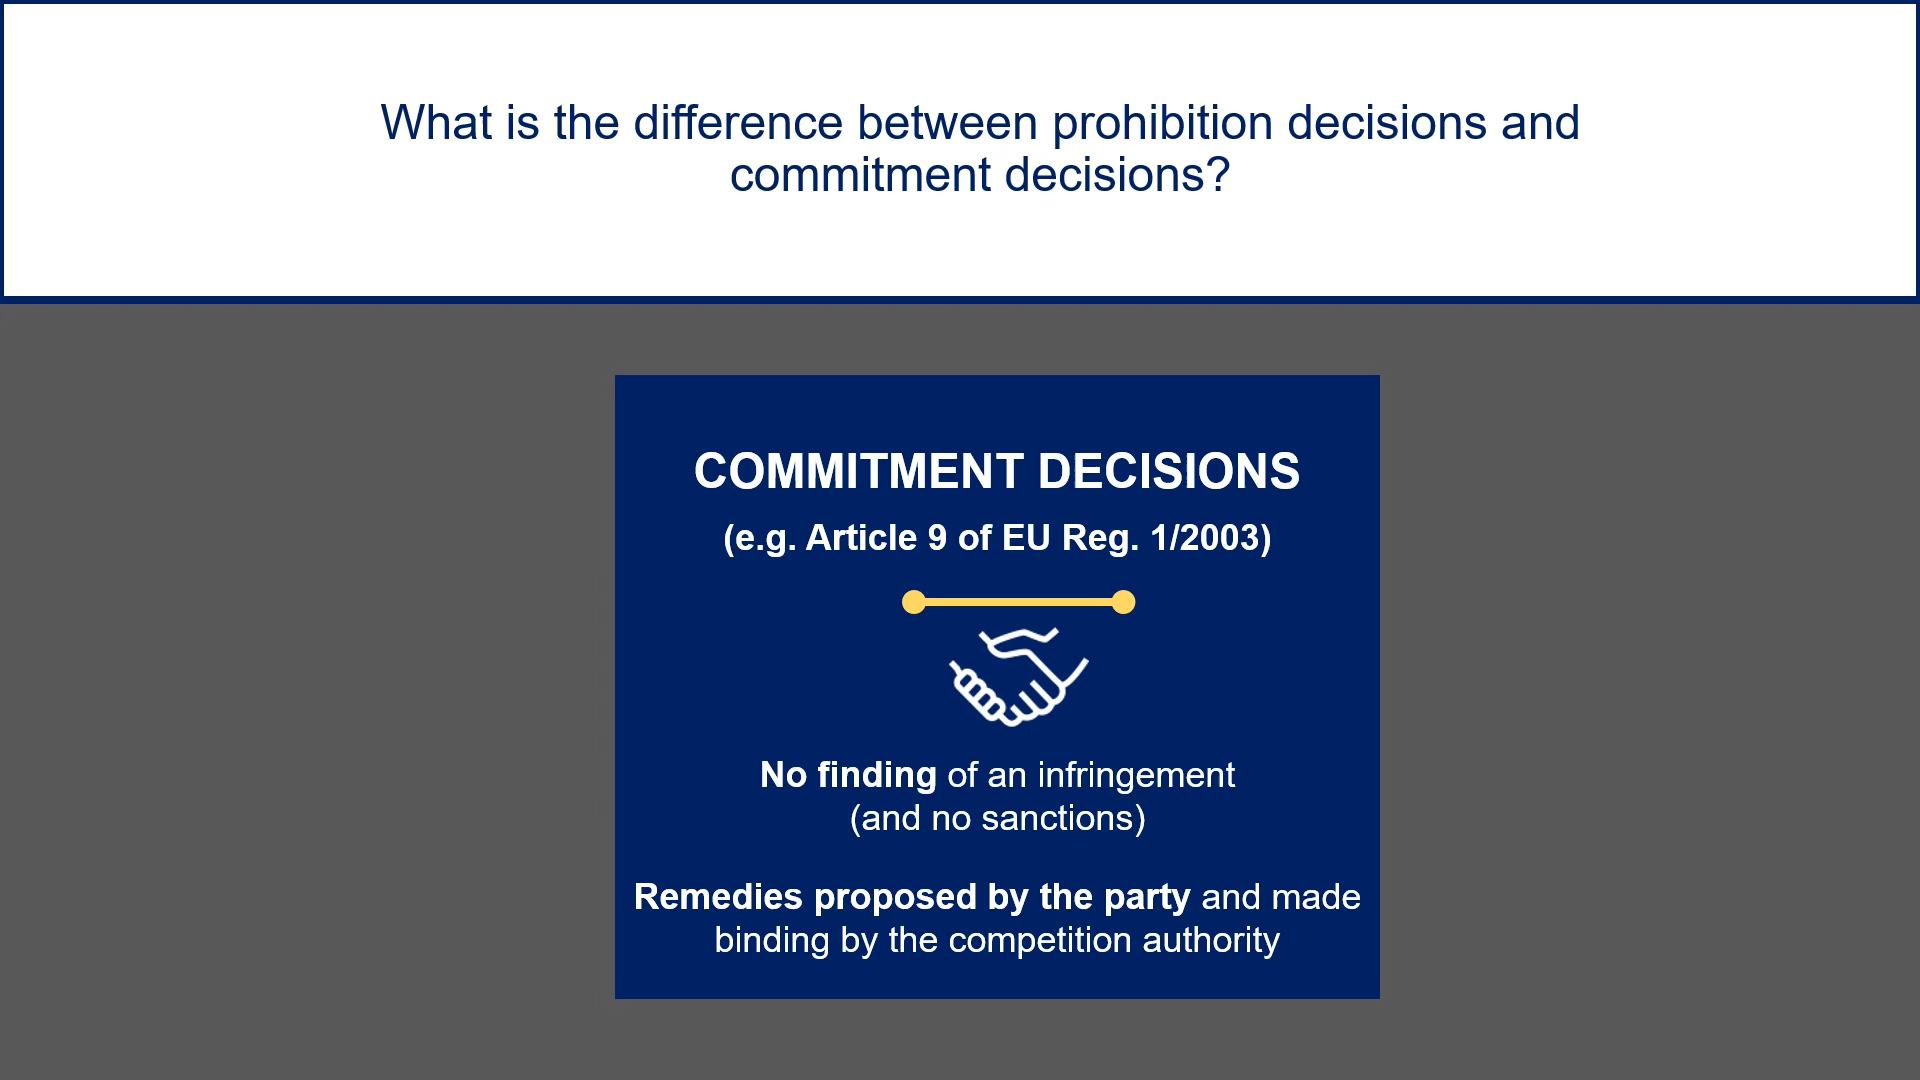 What is the difference between prohibition decisions and
commitment decisions?
COMMITMENT DECISIONS
(e.g. Article 9 of EU Reg. 1/2003)
No finding of an infringement
(and no sanctions)
Remedies proposed by the party and made
binding by the competition authority